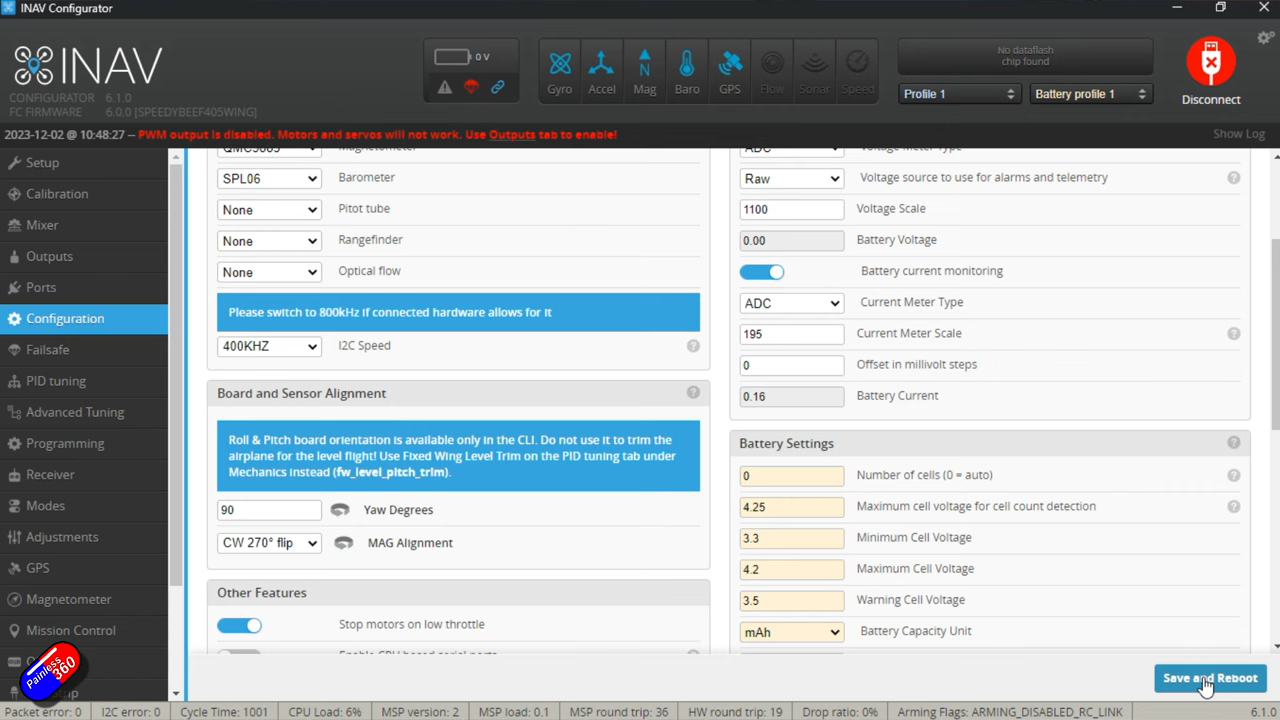 INAV Configurator
INAV
CONFIGURATOR 6.1.0
FC FIRMWARE 6.0.0 [SPEEDYBEEF405WING]
0 V
Gyro
Accel
Mag
Baro
GPS
Flow
Sonar
Speed
No dataflash
chip found
Profile 1
Battery profile 1
Disconnect
2023-12-02 @ 10:48:27 -- PWM output is disabled. Motors and servos will not work. Use Outputs tab to enable!
Show Log
Setup
Calibration
Mixer
Outputs
Ports
Configuration
Failsafe
PID tuning
Advanced Tuning
Programming
Receiver
Modes
Adjustments
GPS
Magnetometer
Mission Control
Painless360
Magnetometer
SPL06 Barometer
None Pitot tube
None Rangefinder
None Optical flow
Please switch to 800kHz if connected hardware allows for it
400KHZ I2C Speed
Board and Sensor Alignment
Roll & Pitch board orientation is available only in the CLI. Do not use it to trim the
airplane for the level flight! Use Fixed Wing Level Trim on the PID tuning tab under
Mechanics instead (fw_level_pitch_trim).
90 Yaw Degrees
CW 270° flip MAG Alignment
Other Features
Stop motors on low throttle
Enable CPU based serial ports
ADC Voltage Meter Type
Raw Voltage source to use for alarms and telemetry
1100 Voltage Scale
0.00 Battery Voltage
Battery current monitoring
ADC Current Meter Type
195 Current Meter Scale
0 Offset in millivolt steps
0.16 Battery Current
Battery Settings
0 Number of cells (0 = auto)
4.25 Maximum cell voltage for cell count detection
3.3 Minimum Cell Voltage
4.2 Maximum Cell Voltage
3.5 Warning Cell Voltage
mAh Battery Capacity Unit
Save and Reboot
Packet error: 0 I2C error: 0 Cycle Time: 1001 CPU Load: 6% MSP version: 2 MSP load: 0.1 MSP round trip: 36 HW round trip: 19 Drop ratio: 0% Arming Flags: ARMING_DISABLED_RC_LINK 6.1.0